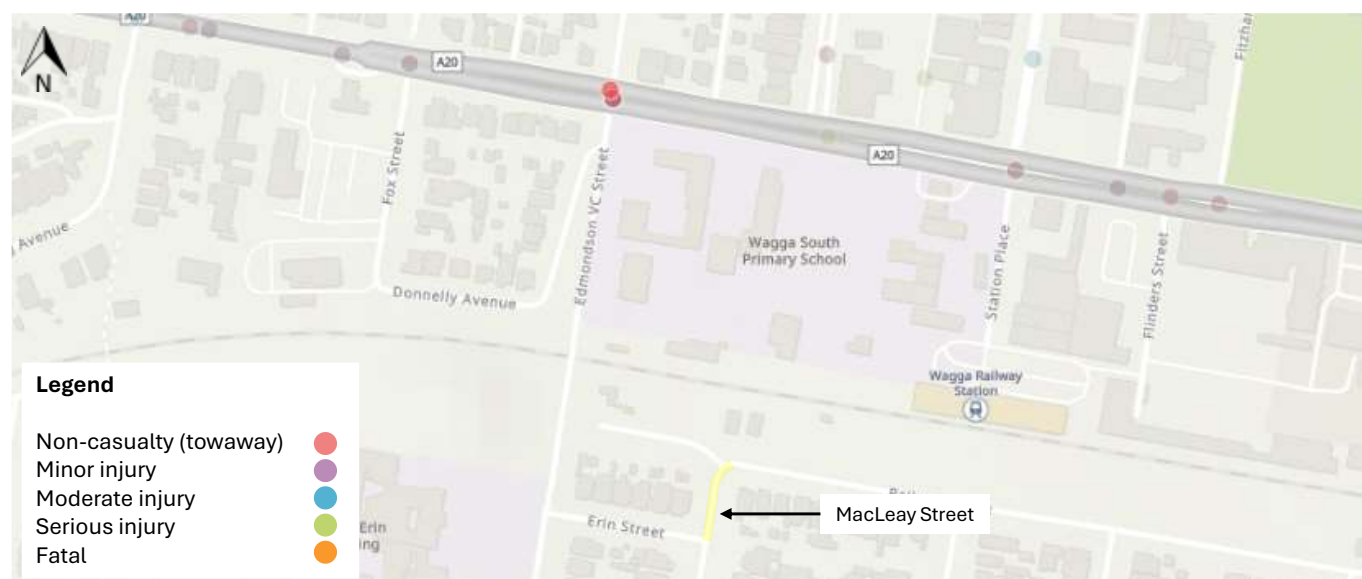 A20
N
A20
Fox Street
Edmondson VC Street
A20
Wagga South
Primary School
Station Place
Flinders Street
Avenue
Donnelly Avenue
Wagga Railway
Station
Legend
Non-casualty (towaway)
Minor injury
Moderate injury
Serious injury
Fatal
Erin Street
MacLeay Street
Erin